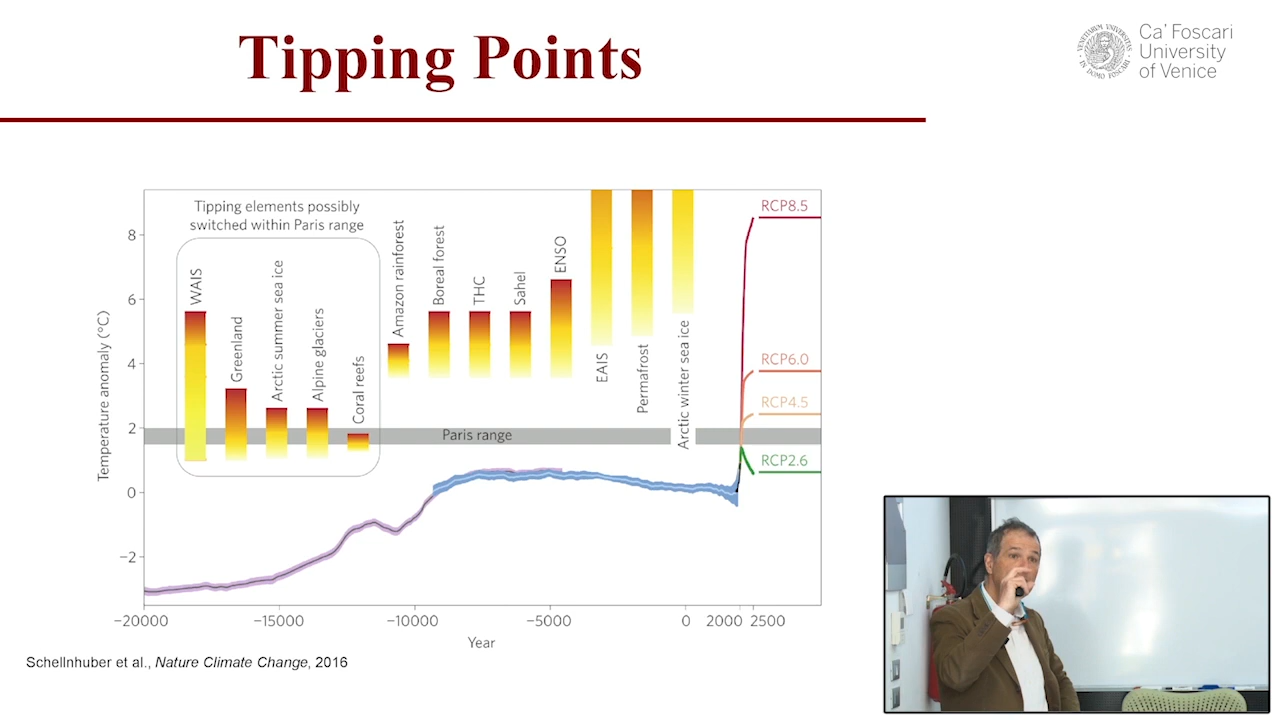 Tipping Points
Ca' Foscari
University
of Venice
Tipping elements possibly
switched within Paris range
WAIS
Greenland
Arctic summer sea ice
Alpine glaciers
Coral reefs
Amazon rainforest
Boreal forest
THC
Sahel
ENSO
EAIS
Permafrost
Arctic winter sea ice
RCP8.5
RCP6.0
RCP4.5
RCP2.6
Paris range
Temperature anomaly (°C)
8
6
4
2
0
−2
−20000
−15000
−10000
−5000
0
2000
2500
Year
Schellnhuber et al., Nature Climate Change, 2016